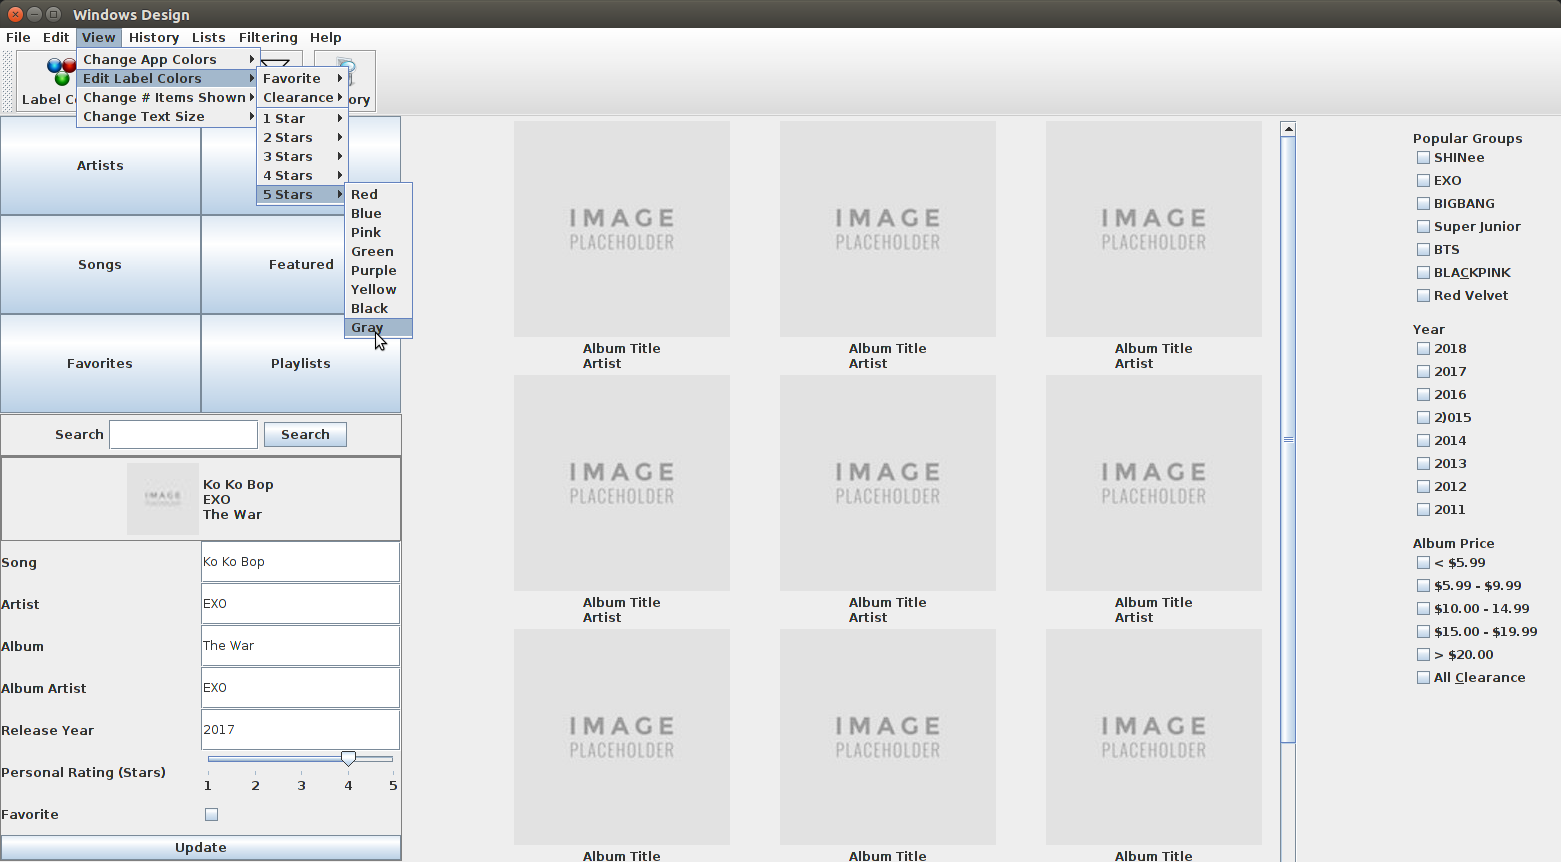 Windows Design
File Edit View History Lists Filtering Help
Change App Colors
Edit Label Colors
Change # Items Shown
Change Text Size
Favorite
Clearance
1 Star
2 Stars
3 Stars
4 Stars
5 Stars
Red
Blue
Pink
Green
Purple
Yellow
Black
Gray
Label
Artists
Songs
Featured
Favorites
Playlists
Search
Search
IMAGE
PLACEHOLDER
Ko Ko Bop
EXO
The War
Song
Ko Ko Bop
Artist
EXO
Album
The War
Album Artist
EXO
Release Year
2017
Personal Rating (Stars)
1 2 3 4 5
Favorite
Update
IMAGE
PLACEHOLDER
Album Title
Artist
IMAGE
PLACEHOLDER
Album Title
Artist
IMAGE
PLACEHOLDER
Album Title
Artist
IMAGE
PLACEHOLDER
Album Title
Artist
IMAGE
PLACEHOLDER
Album Title
Artist
IMAGE
PLACEHOLDER
Album Title
Artist
IMAGE
PLACEHOLDER
Album Title
IMAGE
PLACEHOLDER
Album Title
IMAGE
PLACEHOLDER
Album Title
Popular Groups
SHINee
EXO
BIGBANG
Super Junior
BTS
BLACKPINK
Red Velvet
Year
2018
2017
2016
2)015
2014
2013
2012
2011
Album Price
< $5.99
$5.99 - $9.99
$10.00 - 14.99
$15.00 - $19.99
> $20.00
All Clearance